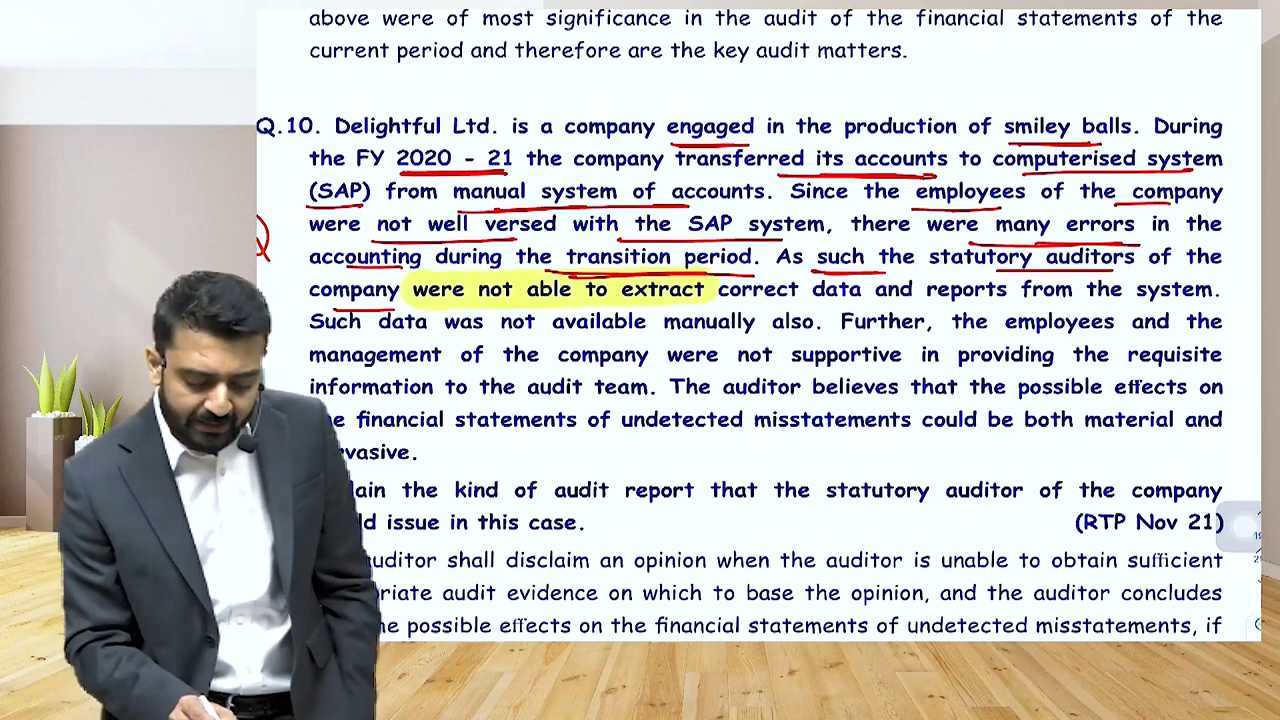 above were of most significance in the audit of the financial statements of the
current period and therefore are the key audit matters.
Q.10. Delightful Ltd. is a company engaged in the production of smiley balls. During
the FY 2020 - 21 the company transferred its accounts to computerised system
(SAP) from manual system of accounts. Since the employees of the company
were not well versed with the SAP system, there were many errors in the
accounting during the transition period. As such the statutory auditors of the
company were not able to extract correct data and reports from the system.
Such data was not available manually also. Further, the employees and the
management of the company were not supportive in providing the requisite
information to the audit team. The auditor believes that the possible effects on
financial statements of undetected misstatements could be both material and
the kind of audit report that the statutory auditor of the company
issue in this case. (RTP Nov 21)
auditor shall disclaim an opinion when the auditor is unable to obtain sufficient
audit evidence on which to base the opinion, and the auditor concludes
possible effects on the financial statements of undetected misstatements, if